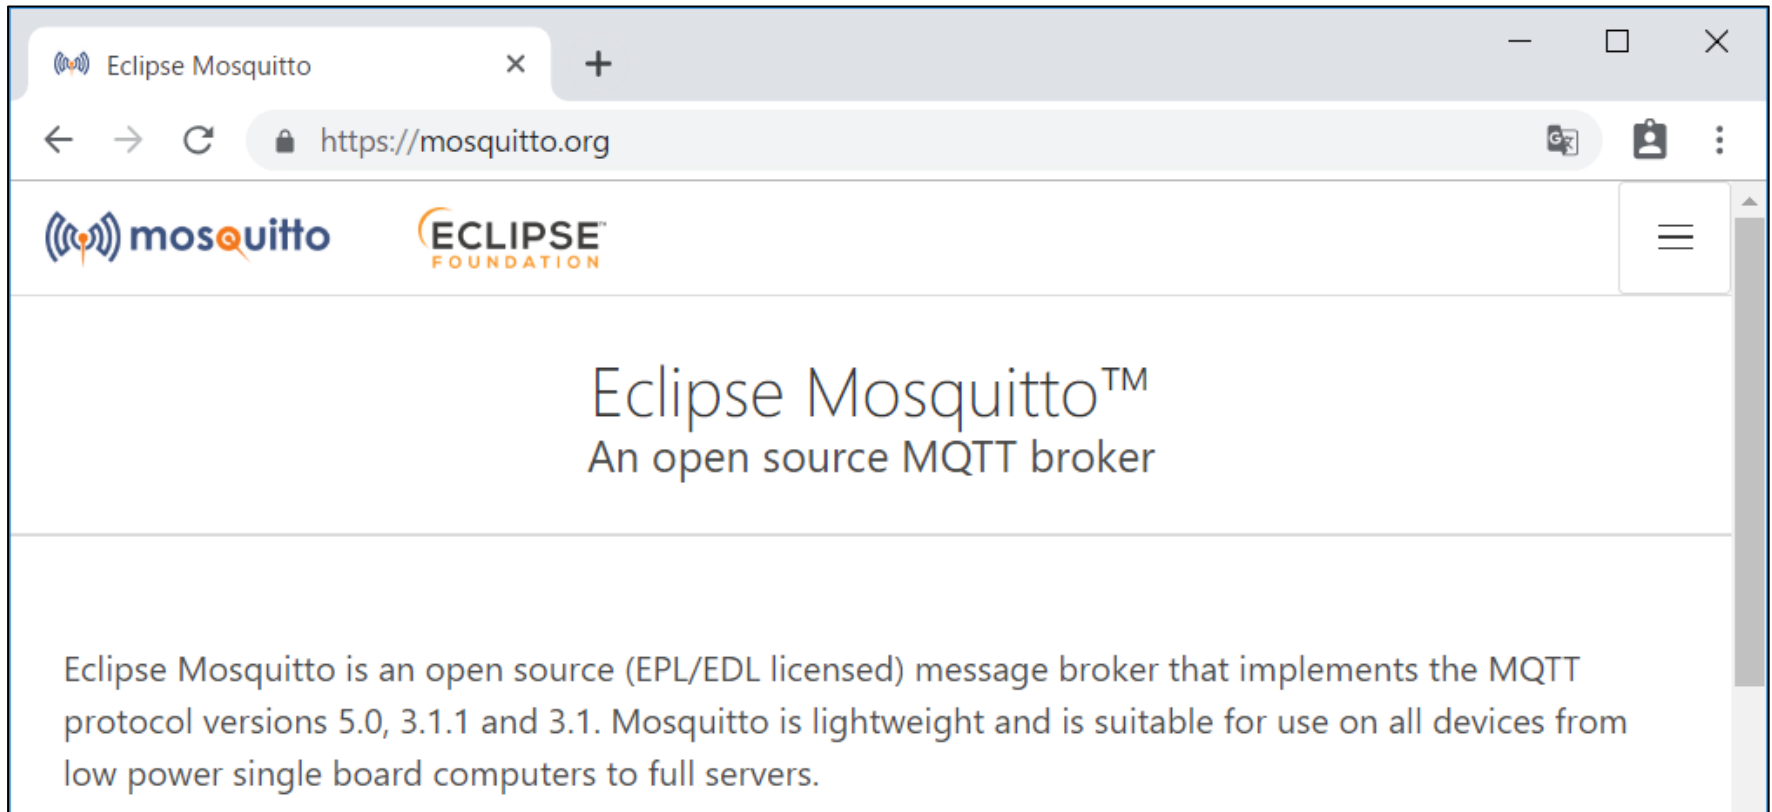 Eclipse Mosquitto
https://mosquitto.org
mosquitto
ECLIPSE™
FOUNDATION
Eclipse Mosquitto™
An open source MQTT broker
Eclipse Mosquitto is an open source (EPL/EDL licensed) message broker that implements the MQTT
protocol versions 5.0, 3.1.1 and 3.1. Mosquitto is lightweight and is suitable for use on all devices from
low power single board computers to full servers.